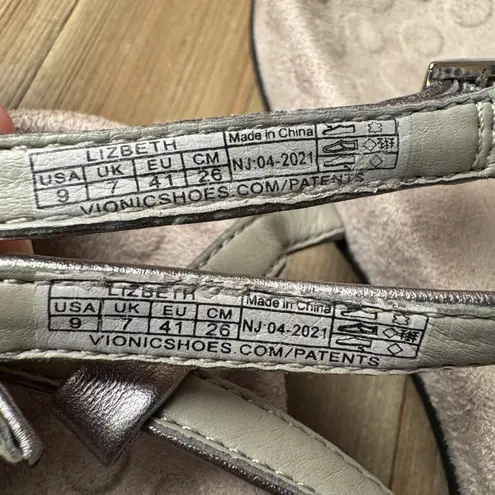 LIZBETH
USA UK EU CM
9 7 41 26
Made in China
NJ-04-2021
VIONICSHOES.COM/PATENTS
LIZBETH
USA UK EU CM
9 7 41 26
Made in China
NJ 04-2021
VIONICSHOES.COM/PATENTS